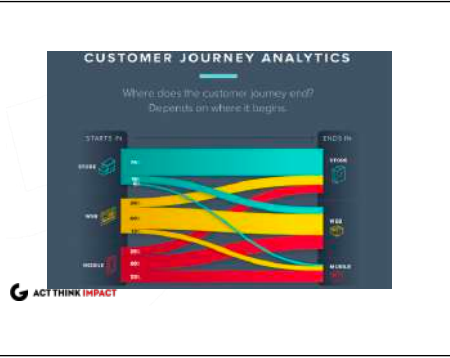 CUSTOMER JOURNEY ANALYTICS
Where does the customer journey end?
Depends on where it begins.
STARTS IN
ENDS IN
STORE
STORE
WEB
WEB
MOBILE
MOBILE
ACT THINK IMPACT